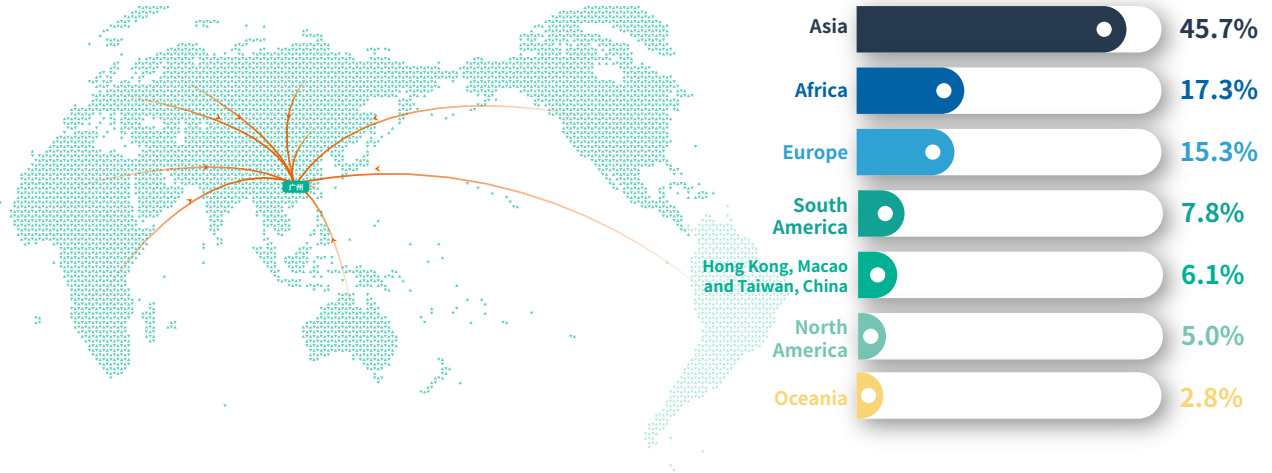 Asia
45.7%
Africa
17.3%
Europe
15.3%
South
America
7.8%
Hong Kong, Macao
and Taiwan, China
6.1%
North
America
5.0%
Oceania
2.8%
广州